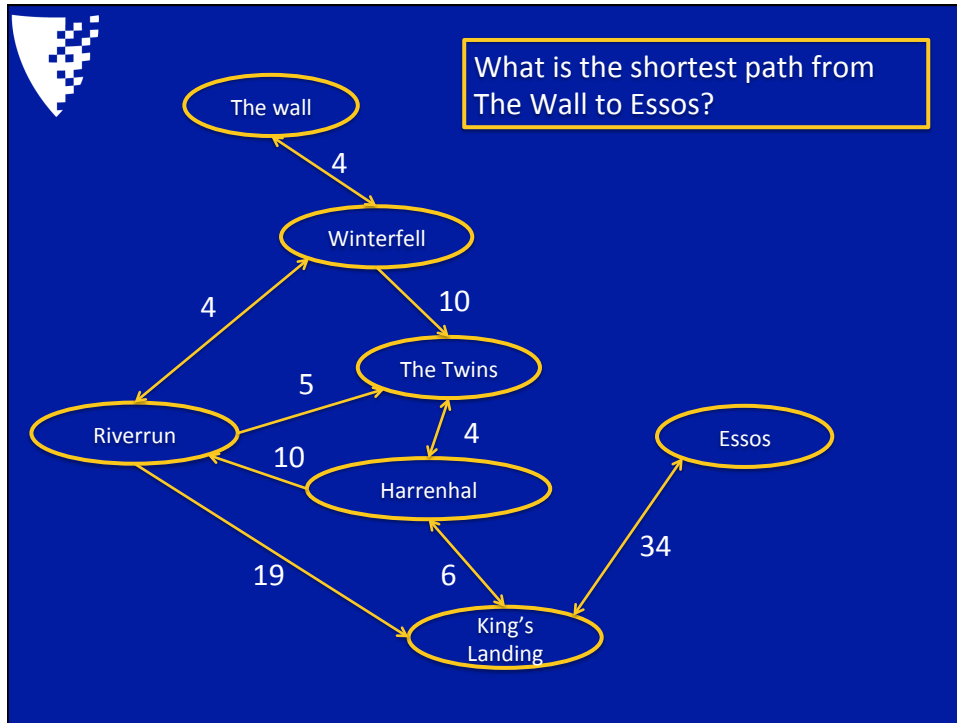 What is the shortest path from
The Wall to Essos?
The wall
4
Winterfell
4
10
The Twins
5
Riverrun
4
Essos
10
Harrenhal
34
19
6
King’s
Landing